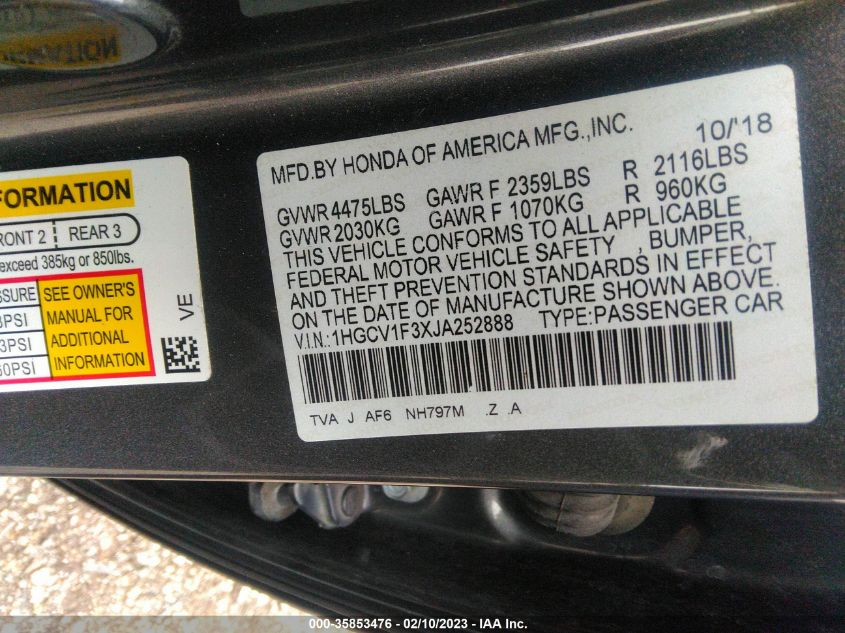 FORMATION
RONT 2 REAR 3
exceed 385kg or 850lbs.
SSURE SEE OWNER'S
PSI MANUAL FOR
3PSI ADDITIONAL
0PSI INFORMATION
VE
MFD.BY HONDA OF AMERICA MFG.,INC. 10/'18
GVWR 4475LBS GAWR F 2359LBS R 2116LBS
GVWR 2030KG GAWR F 1070KG R 960KG
THIS VEHICLE CONFORMS TO ALL APPLICABLE
FEDERAL MOTOR VEHICLE SAFETY , BUMPER,
AND THEFT PREVENTION STANDARDS IN EFFECT
ON THE DATE OF MANUFACTURE SHOWN ABOVE.
V.I.N.:1HGCV1F3XJA252888 TYPE:PASSENGER CAR
TVA J AF6 NH797M .Z .A
000-35853476 - 02/10/2023 - IAA Inc.